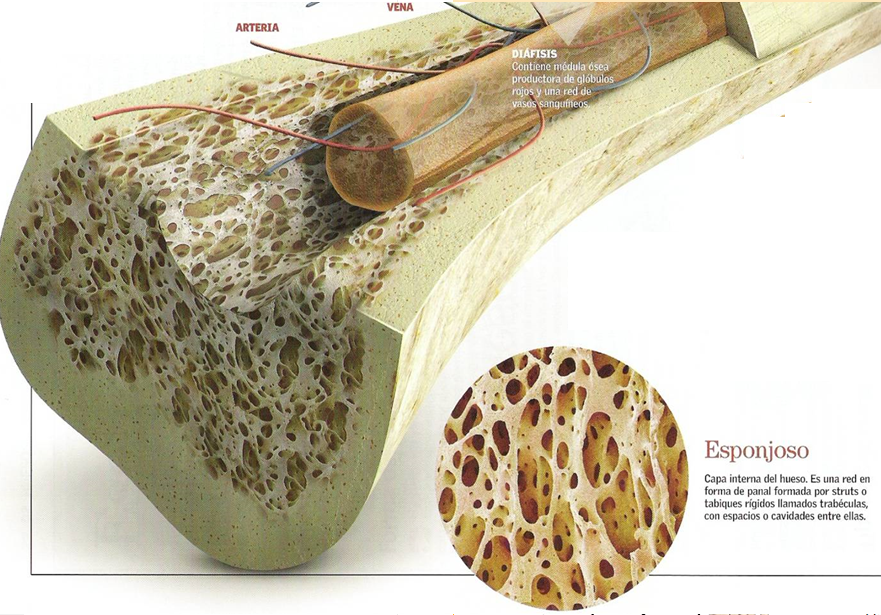 VENA
ARTERIA
DIÁFISIS
Contiene médula ósea
productora de glóbulos
rojos y una red de
vasos sanguíneos
Esponjoso
Capa interna del hueso. Es una red en
forma de panal formada por struts o
tabiques rígidos llamados trabéculas,
con espacios o cavidades entre ellas.